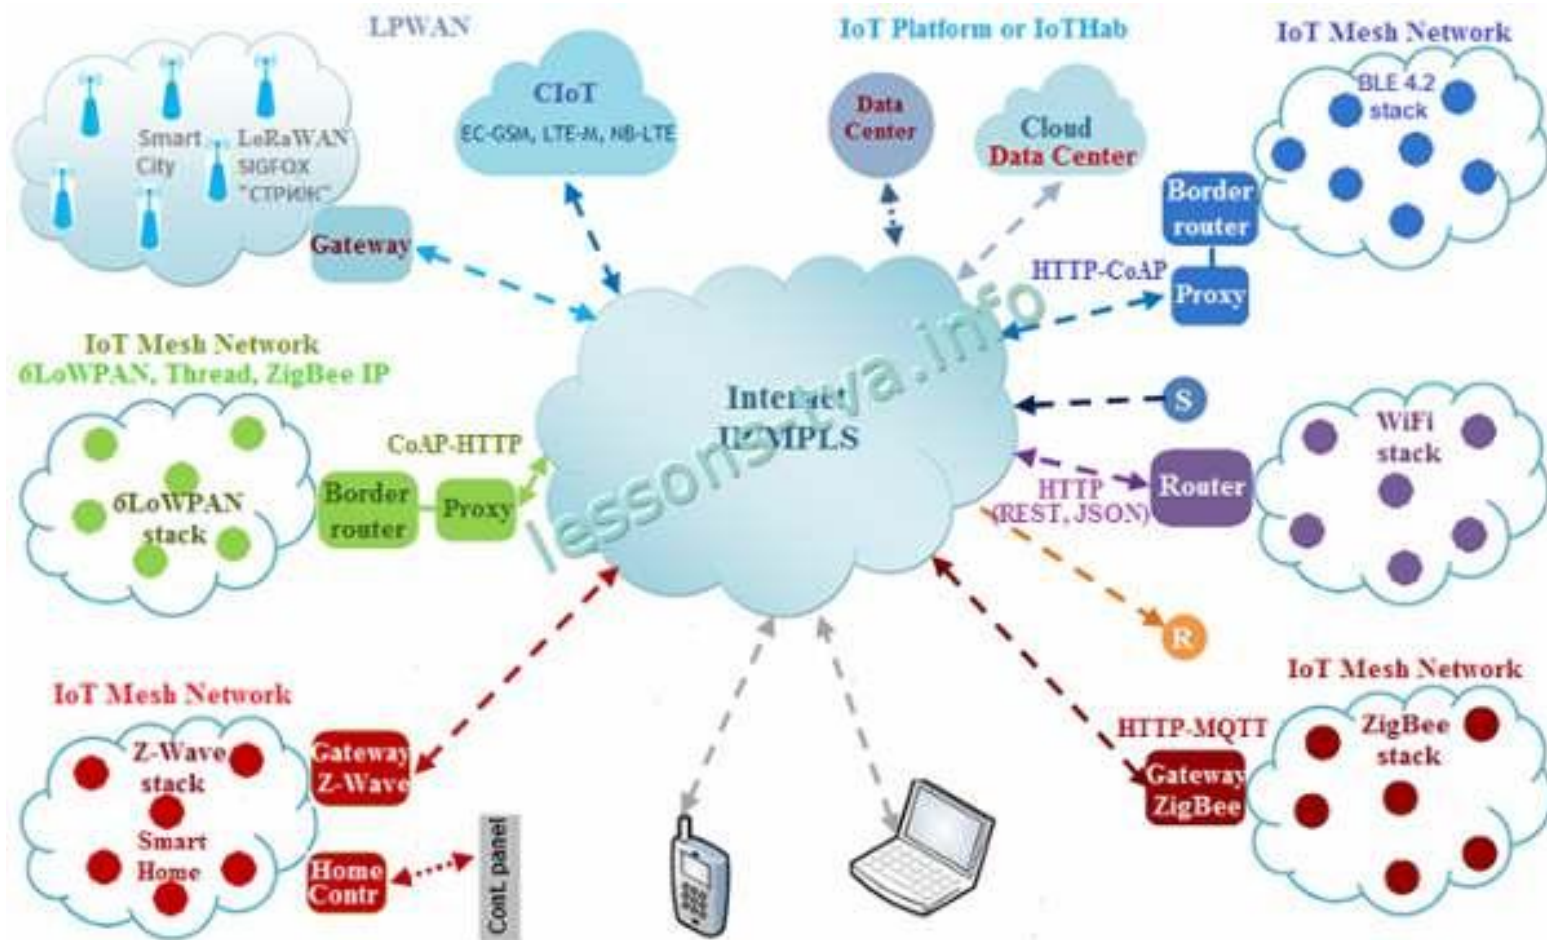 LPWAN
IoT Platform or IoTHab
IoT Mesh Network
CIoT
EC-GSM, LTE-M, NB-LTE
Data
Center
Cloud
Data Center
BLE 4.2
stack
Smart
City
LoRaWAN
SIGFOX
"СТРИЖ"
Gateway
Border
router
HTTP-CoAP
Proxy
IoT Mesh Network
6LoWPAN, Thread, ZigBee IP
Internet
MPLS
lessons-tva.info
S
WiFi
stack
CoAP-HTTP
6LoWPAN
stack
Border
router
Proxy
HTTP
(REST, JSON)
Router
R
IoT Mesh Network
Z-Wave
stack
Smart
Home
Gateway
Z-Wave
Home
Contr
Cont. panel
IoT Mesh Network
HTTP-MQTT
Gateway
ZigBee
ZigBee
stack